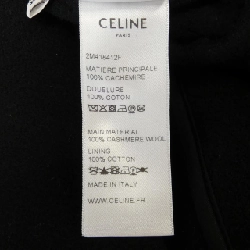 CELINE
PARIS
MATIERE PRINCIPALE
100% CACHEMIRE
DOUBLURE
100% COTON
MAIN MATERIAL
100% CASHMERE WOOL
LINING
100% COTTON
MADE IN ITALY
WWW.CELINE.FR